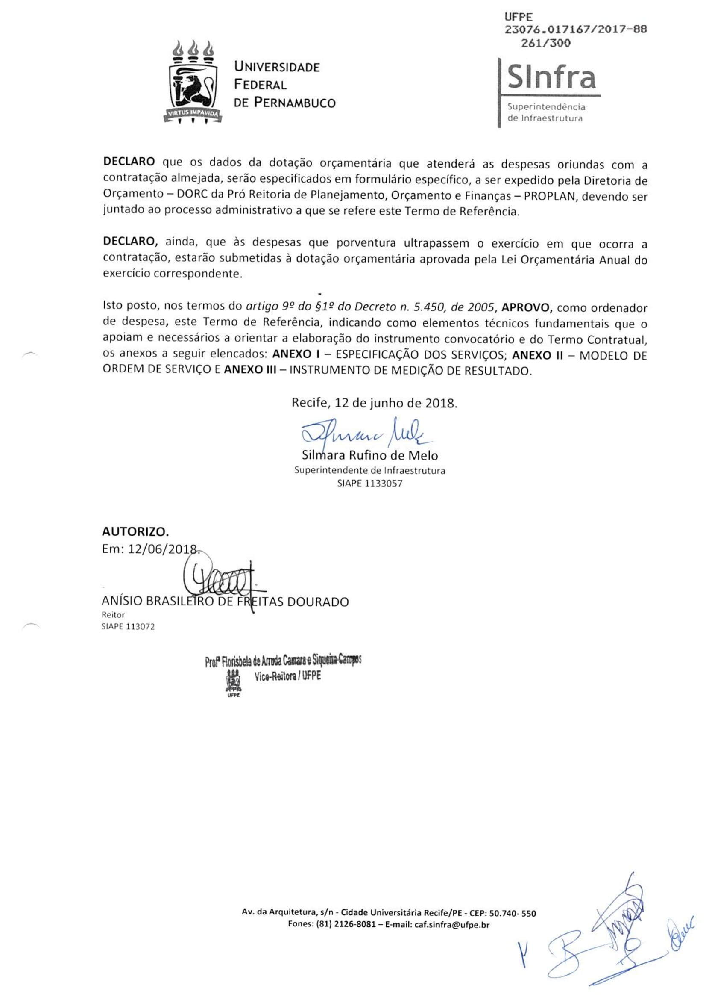 UFPE
23076.017167/2017-88
261/300
UNIVERSIDADE
FEDERAL
DE PERNAMBUCO
VIRTUS IMPAVIDA
SInfra
Superintendência
de Infraestrutura
DECLARO que os dados da dotação orçamentária que atenderá as despesas oriundas com a
contratação almejada, serão especificados em formulário específico, a ser expedido pela Diretoria de
Orçamento – DORC da Pró Reitoria de Planejamento, Orçamento e Finanças – PROPLAN, devendo ser
juntado ao processo administrativo a que se refere este Termo de Referência.
DECLARO, ainda, que às despesas que porventura ultrapassem o exercício em que ocorra a
contratação, estarão submetidas à dotação orçamentária aprovada pela Lei Orçamentária Anual do
exercício correspondente.
Isto posto, nos termos do artigo 9º do §1º do Decreto n. 5.450, de 2005, APROVO, como ordenador
de despesa, este Termo de Referência, indicando como elementos técnicos fundamentais que o
apoiam e necessários a orientar a elaboração do instrumento convocatório e do Termo Contratual,
os anexos a seguir elencados: ANEXO I – ESPECIFICAÇÃO DOS SERVIÇOS; ANEXO II – MODELO DE
ORDEM DE SERVIÇO E ANEXO III – INSTRUMENTO DE MEDIÇÃO DE RESULTADO.
Recife, 12 de junho de 2018.
Silmara Rufino de Melo
Superintendente de Infraestrutura
SIAPE 1133057
AUTORIZO.
Em: 12/06/2018.
ANÍSIO BRASILEIRO DE FREITAS DOURADO
Reitor
SIAPE 113072
Profª Florisbela de Arruda Camara e Siqueira Campos
Vice-Reitora / UFPE
UFPE
Av. da Arquitetura, s/n - Cidade Universitária Recife/PE - CEP: 50.740- 550
Fones: (81) 2126-8081 – E-mail: caf.sinfra@ufpe.br